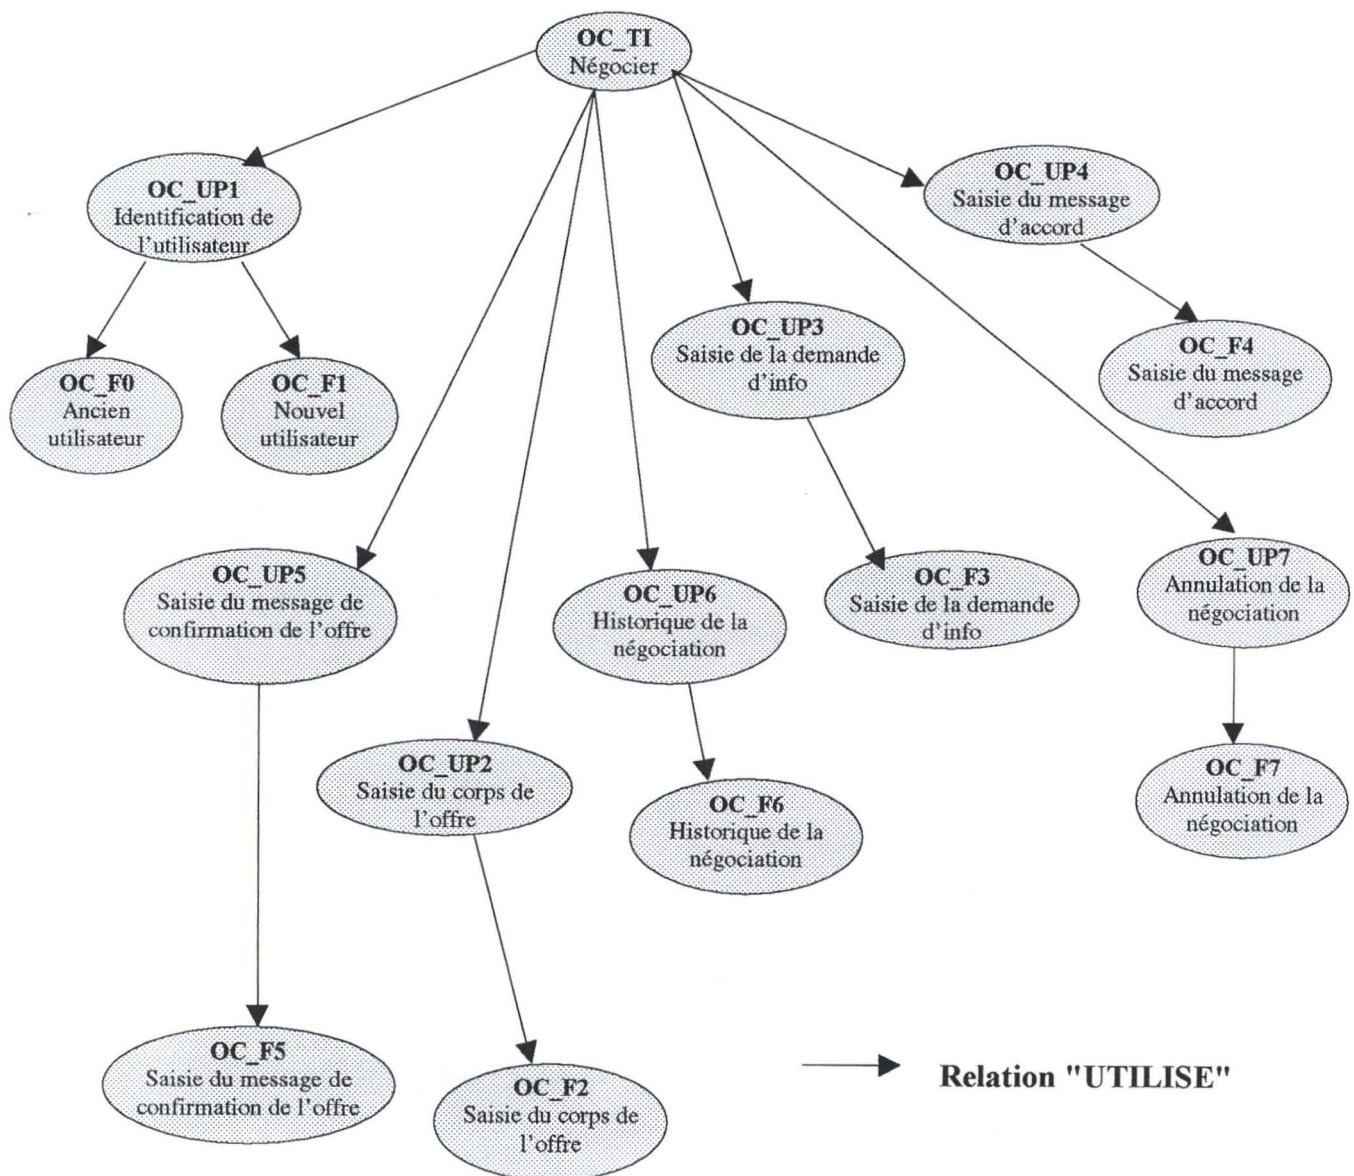 OC_TI
Négocier
OC_UP1
Identification de
l'utilisateur
OC_UP4
Saisie du message
d'accord
OC_UP3
Saisie de la demande
d'info
OC_F4
Saisie du message
d'accord
OC_F0
Ancien
utilisateur
OC_F1
Nouvel
utilisateur
OC_UP5
Saisie du message de
confirmation de l'offre
OC_UP6
Historique de la
négociation
OC_F3
Saisie de la demande
d'info
OC_UP7
Annulation de la
négociation
OC_UP2
Saisie du corps de
l'offre
OC_F6
Historique de la
négociation
OC_F7
Annulation de la
négociation
OC_F5
Saisie du message de
confirmation de l'offre
OC_F2
Saisie du corps de
l'offre
Relation "UTILISE"